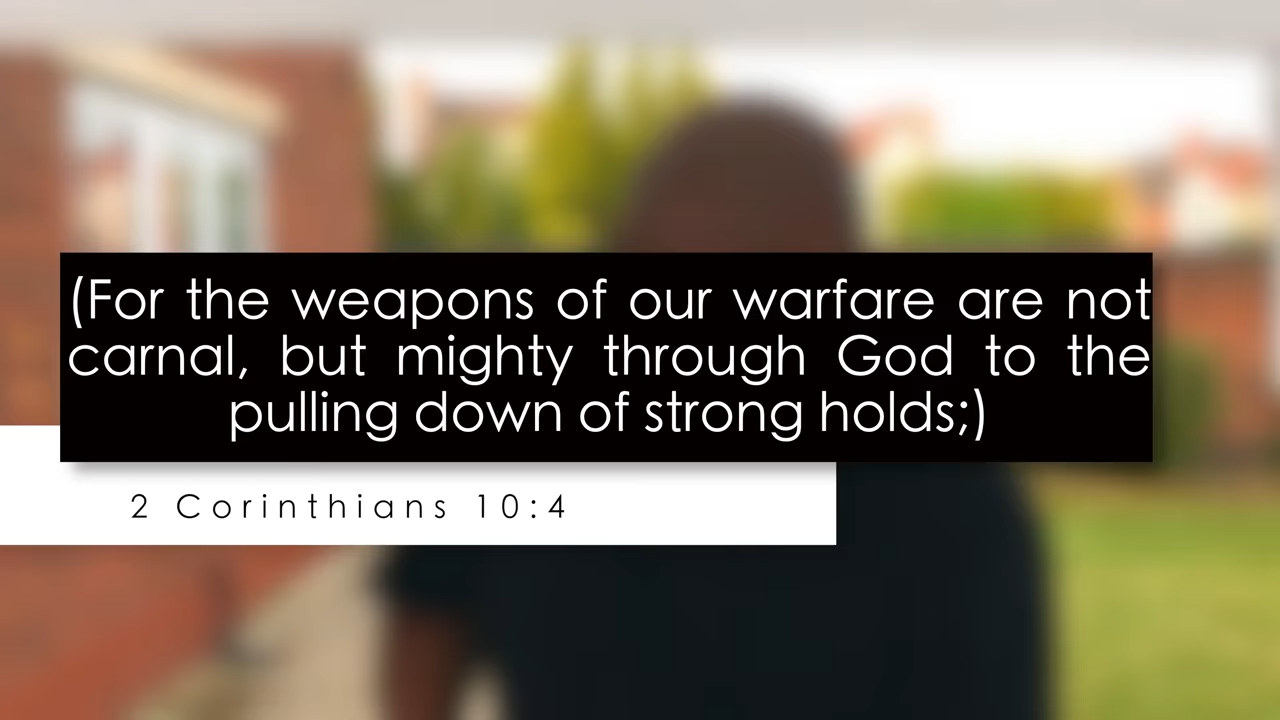 (For the weapons of our warfare are not
carnal, but mighty through God to the
pulling down of strong holds;)
2 Corinthians 10:4